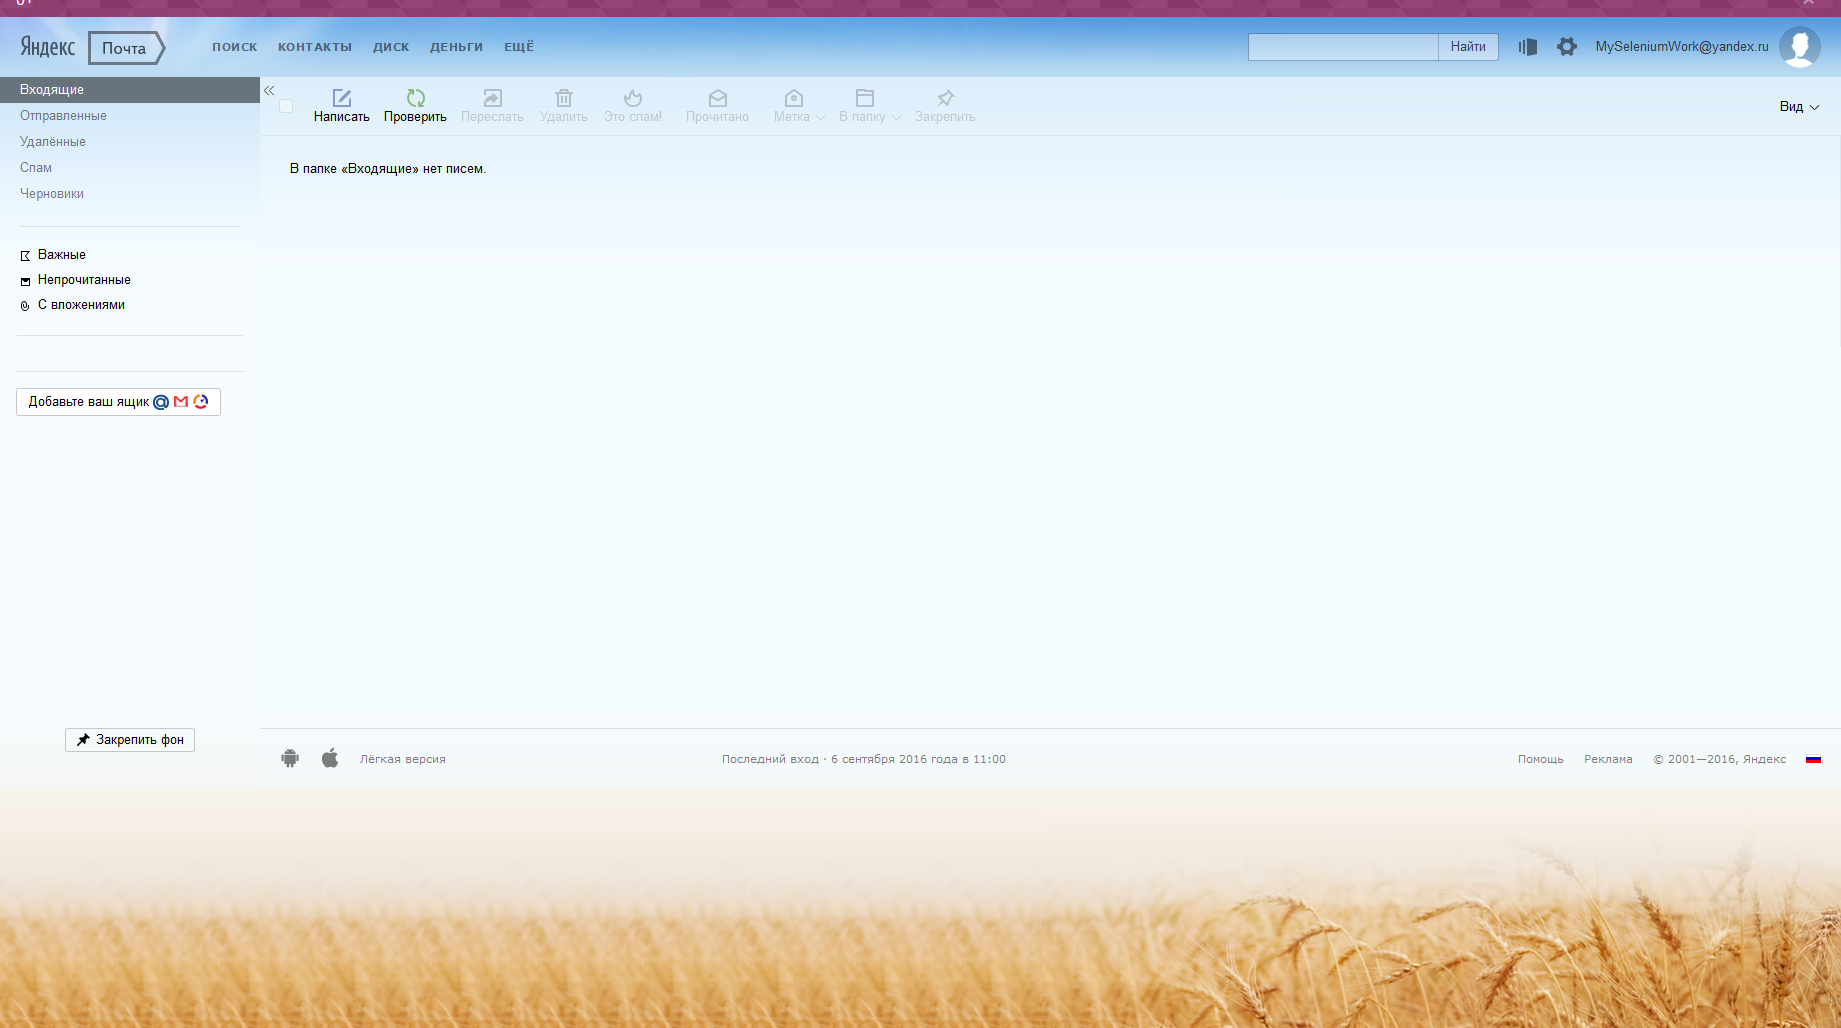 Яндекс Почта ПОИСК КОНТАКТЫ ДИСК ДЕНЬГИ ЕЩЁ Найти MySeleniumWork@yandex.ru
Входящие
Отправленные
Удалённые
Спам
Черновики
Важные
Непрочитанные
С вложениями
Добавьте ваш ящик
Закрепить фон
Написать Проверить Переслать Удалить Это спам! Прочитано Метка В папку Закрепить Вид
В папке «Входящие» нет писем.
Лёгкая версия Последний вход · 6 сентября 2016 года в 11:00 Помощь Реклама © 2001—2016, Яндекс